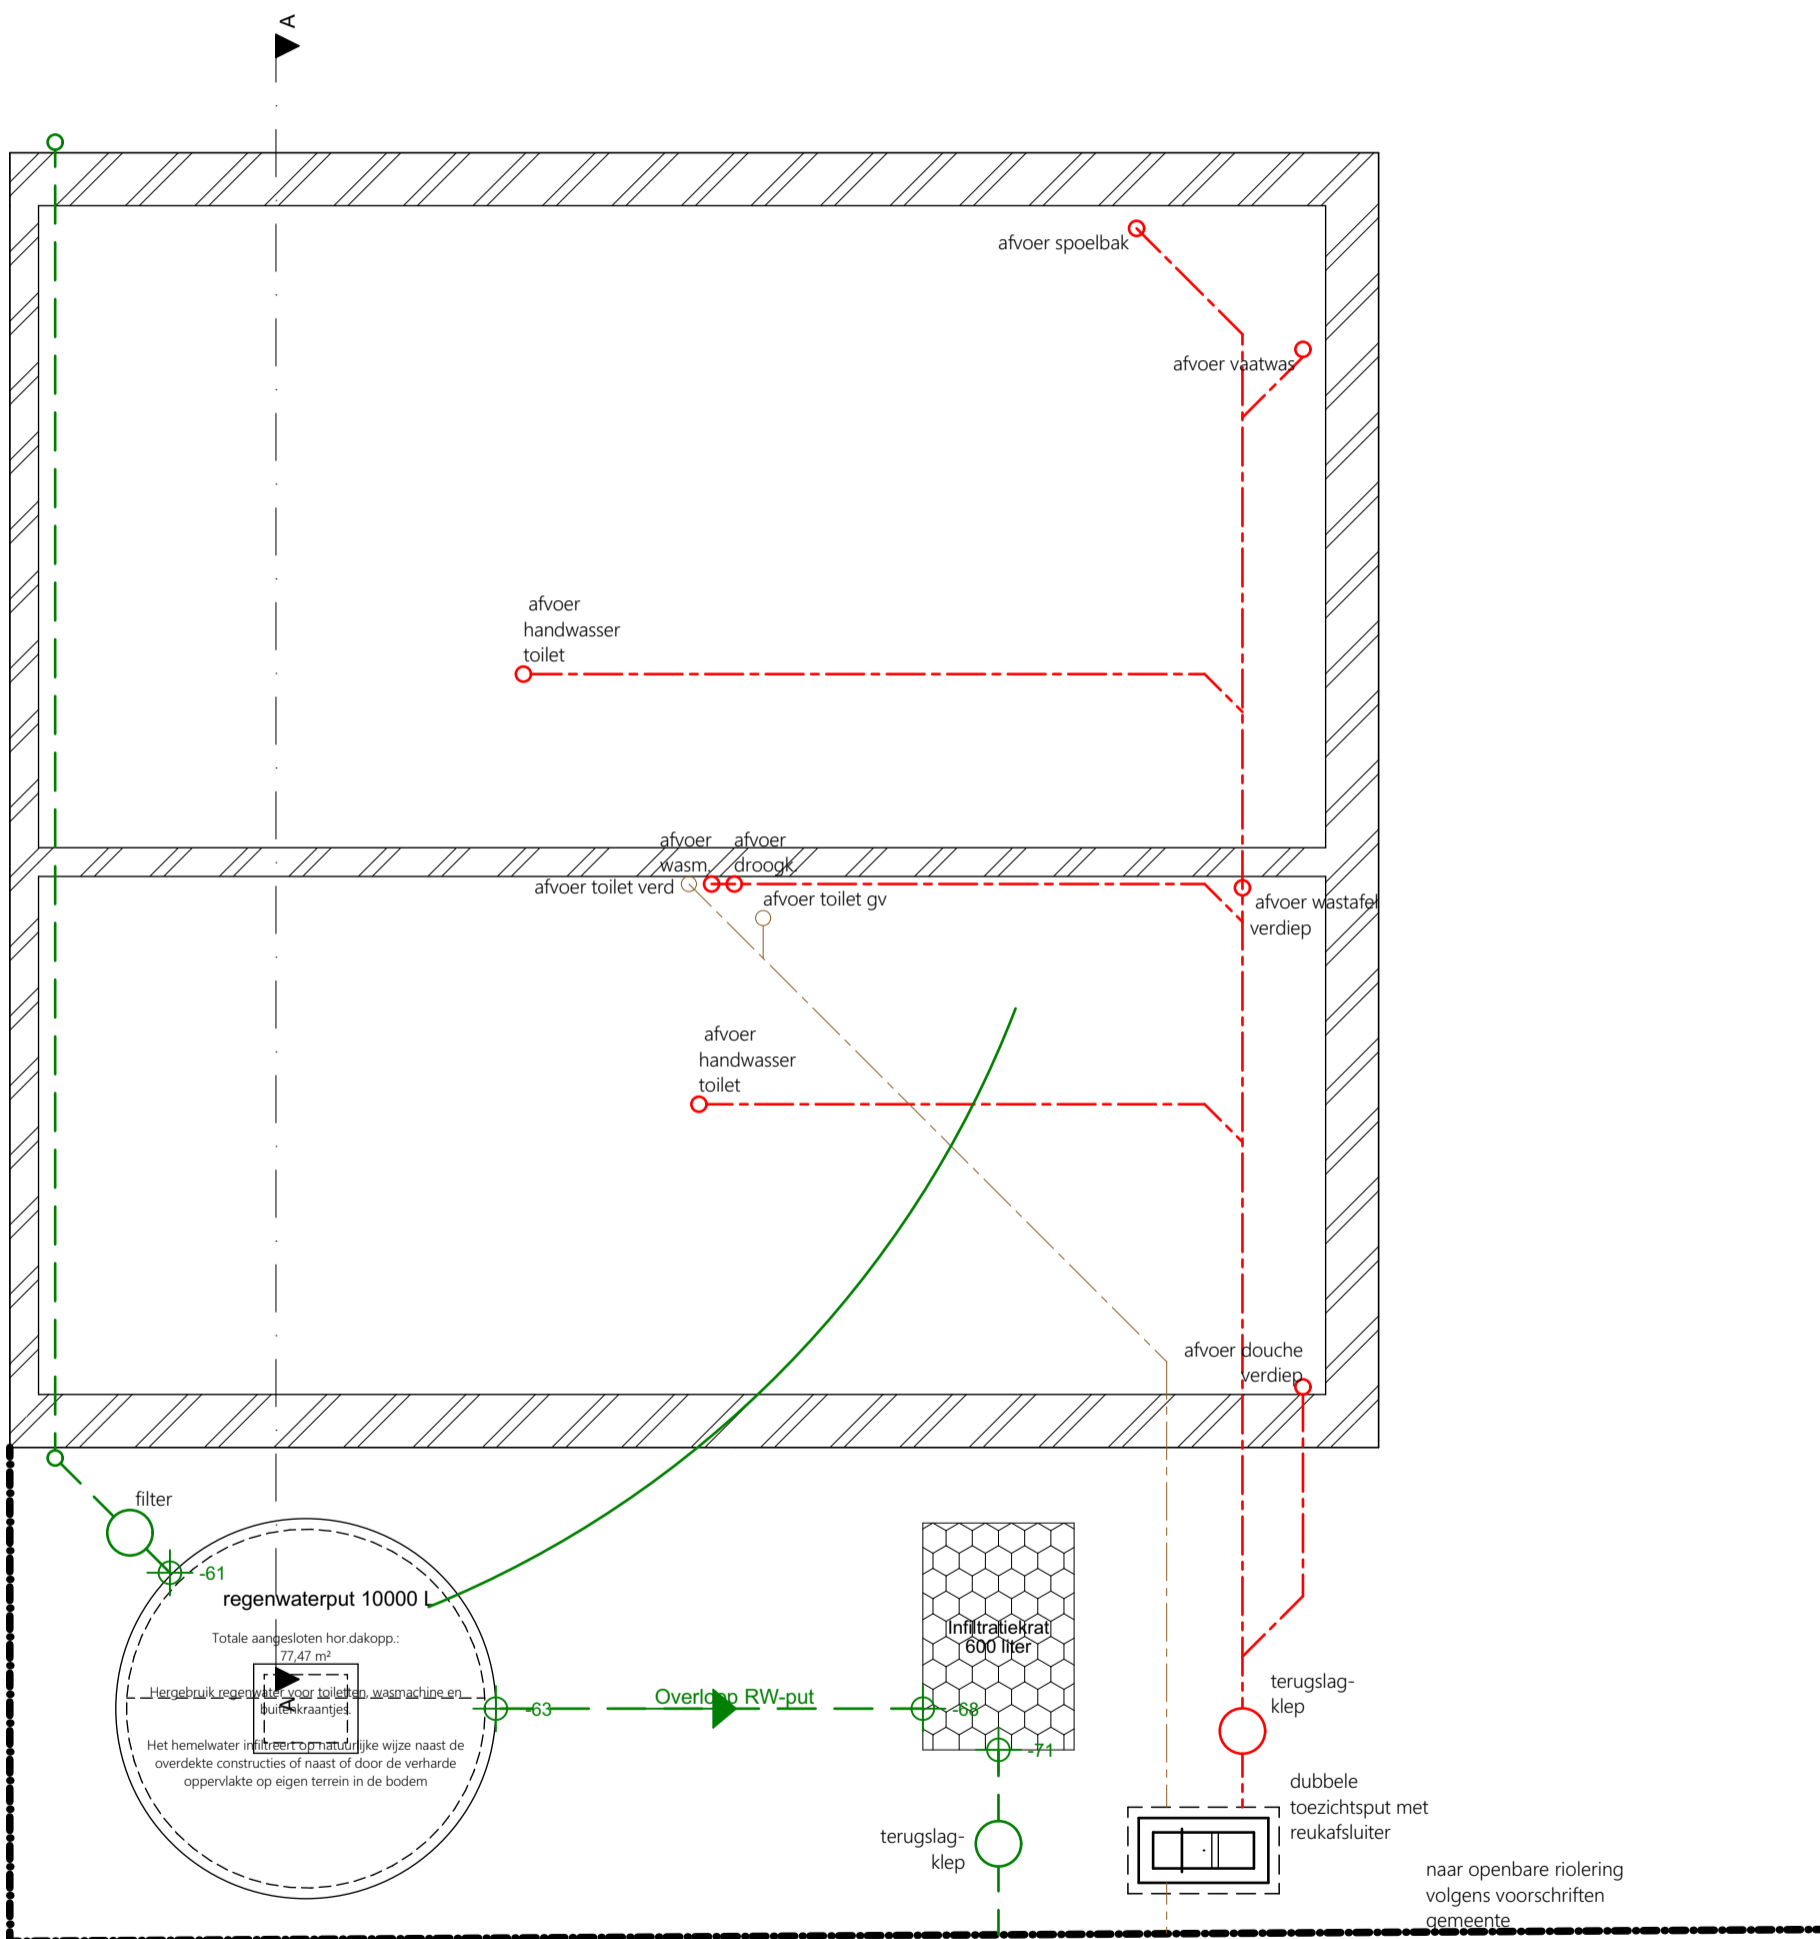 A
afvoer spoelbak
afvoer vaatwas
afvoer
handwasser
toilet
afvoer
wasm.
afvoer
droogk.
afvoer toilet verd
afvoer toilet gv
afvoer wastafel
verdiep
afvoer
handwasser
toilet
afvoer douche
verdiep
filter
-61
regenwaterput 10000 L
Totale aangesloten hor.dakopp.:
77,47 m²
Hergebruik regenwater voor toiletten, wasmachine en
buitenkraantjes.
A
Het hemelwater infiltreert op natuurlijke wijze naast de
overdekte constructies of naast of door de verharde
oppervlakte op eigen terrein in de bodem
-63
Overloop RW-put
-68
Infiltratiekrat
600 liter
-71
terugslag-
klep
terugslag-
klep
dubbele
toezichtsput met
reukafsluiter
naar openbare riolering
volgens voorschriften
gemeente